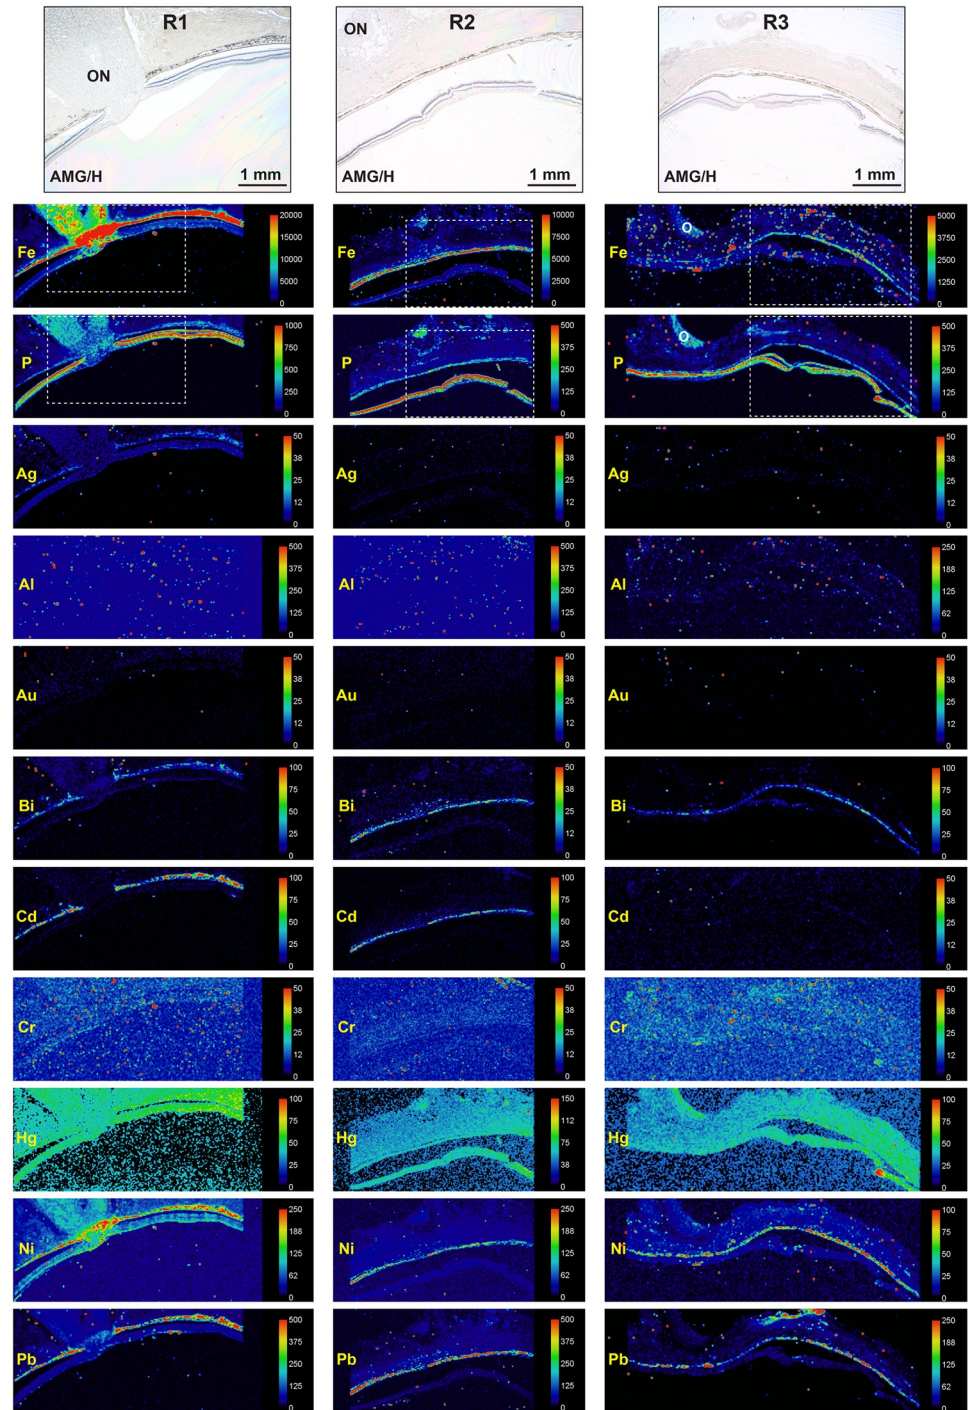 R1 R2 R3
ON ON
AMG/H 1 mm AMG/H 1 mm AMG/H 1 mm
Fe 20000 15000 10000 5000 0 Fe 10000 7500 5000 2500 0 Fe O 5000 3750 2500 1250 0
P 1000 750 500 250 0 P 500 375 250 125 0 P O 500 375 250 125 0
Ag 50 38 25 12 0 Ag 50 38 25 12 0 Ag 50 38 25 12 0
Al 500 375 250 125 0 Al 500 375 250 125 0 Al 250 188 125 62 0
Au 50 38 25 12 0 Au 50 38 25 12 0 Au 50 38 25 12 0
Bi 100 75 50 25 0 Bi 50 38 25 12 0 Bi 100 75 50 25 0
Cd 100 75 50 25 0 Cd 100 75 50 25 0 Cd 50 38 25 12 0
Cr 50 38 25 12 0 Cr 50 38 25 12 0 Cr 50 38 25 12 0
Hg 100 75 50 25 0 Hg 150 112 75 38 0 Hg 100 75 50 25 0
Ni 250 188 125 62 0 Ni 250 188 125 62 0 Ni 100 75 50 25 0
Pb 500 375 250 125 0 Pb 500 375 250 125 0 Pb 250 188 125 62 0